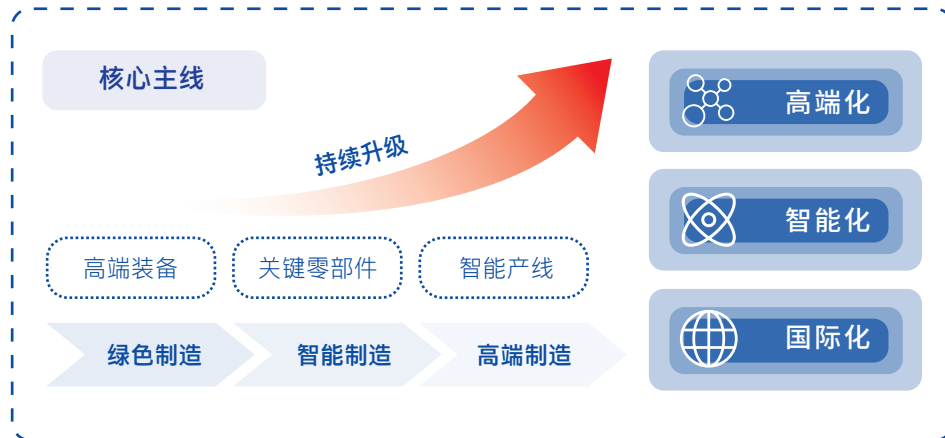 核心主线
持续升级
高端装备
关键零部件
智能产线
绿色制造
智能制造
高端制造
高端化
智能化
国际化